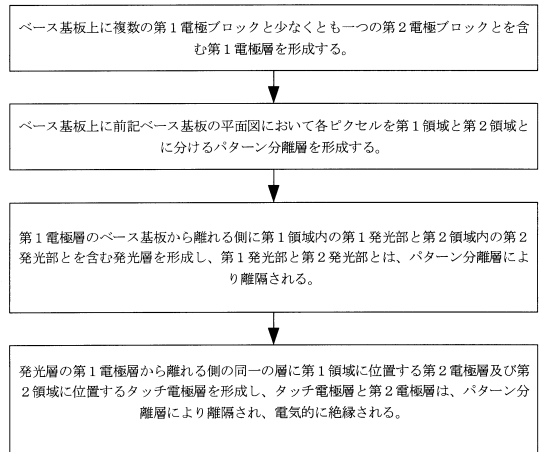 ベース基板上に複数の第１電極ブロックと少なくとも一つの第２電極ブロックとを含
む第１電極層を形成する。
ベース基板上に前記ベース基板の平面図において各ピクセルを第１領域と第２領域と
に分けるパターン分離層を形成する。
第１電極層のベース基板から離れる側に第１領域内の第１発光部と第２領域内の第２
発光部とを含む発光層を形成し、第１発光部と第２発光部とは、パターン分離層によ
り離隔される。
発光層の第１電極層から離れる側の同一の層に第１領域に位置する第２電極層及び第
２領域に位置するタッチ電極層を形成し、タッチ電極層と第２電極層は、パターン分
離層により離隔され、電気的に絶縁される。